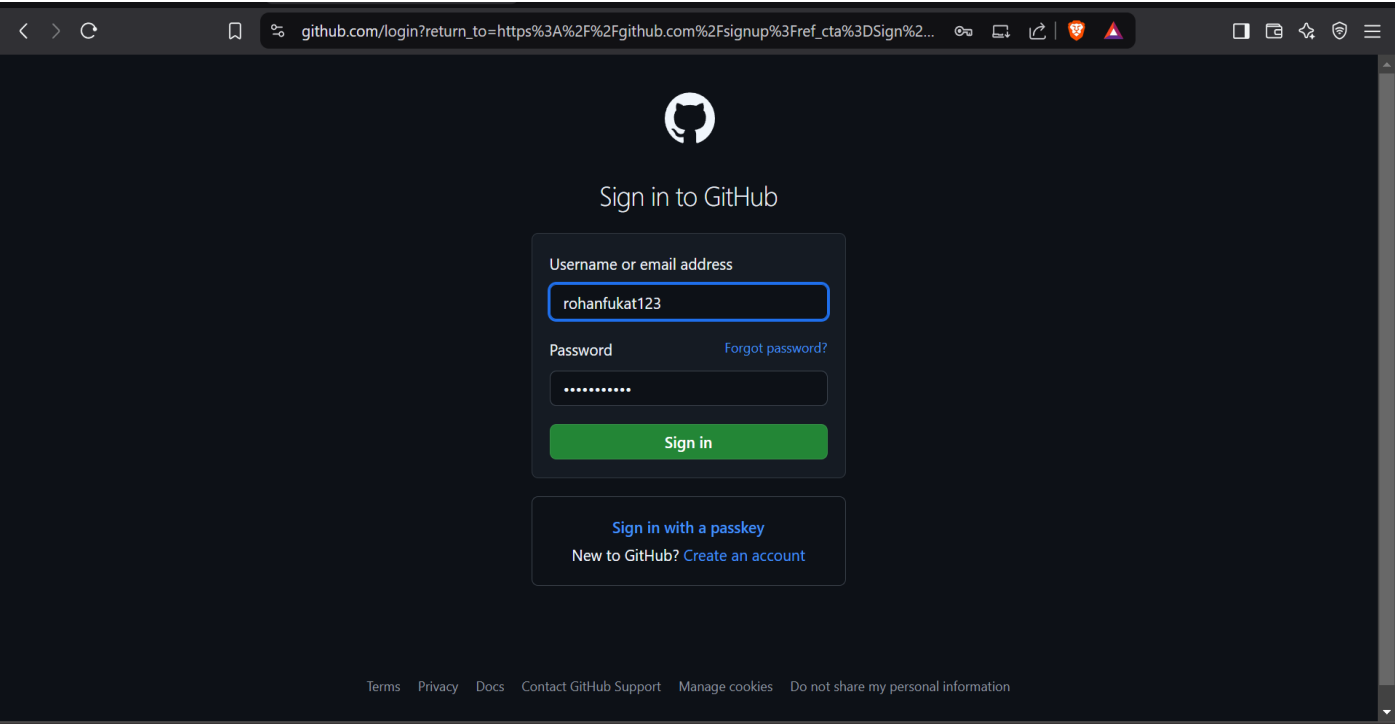 github.com/login?return_to=https%3A%2F%2Fgithub.com%2Fsignup%3Fref_cta%3DSign%2...
Sign in to GitHub
Username or email address
rohanfukat123
Password Forgot password?
•••••••••••
Sign in
Sign in with a passkey
New to GitHub? Create an account
Terms Privacy Docs Contact GitHub Support Manage cookies Do not share my personal information